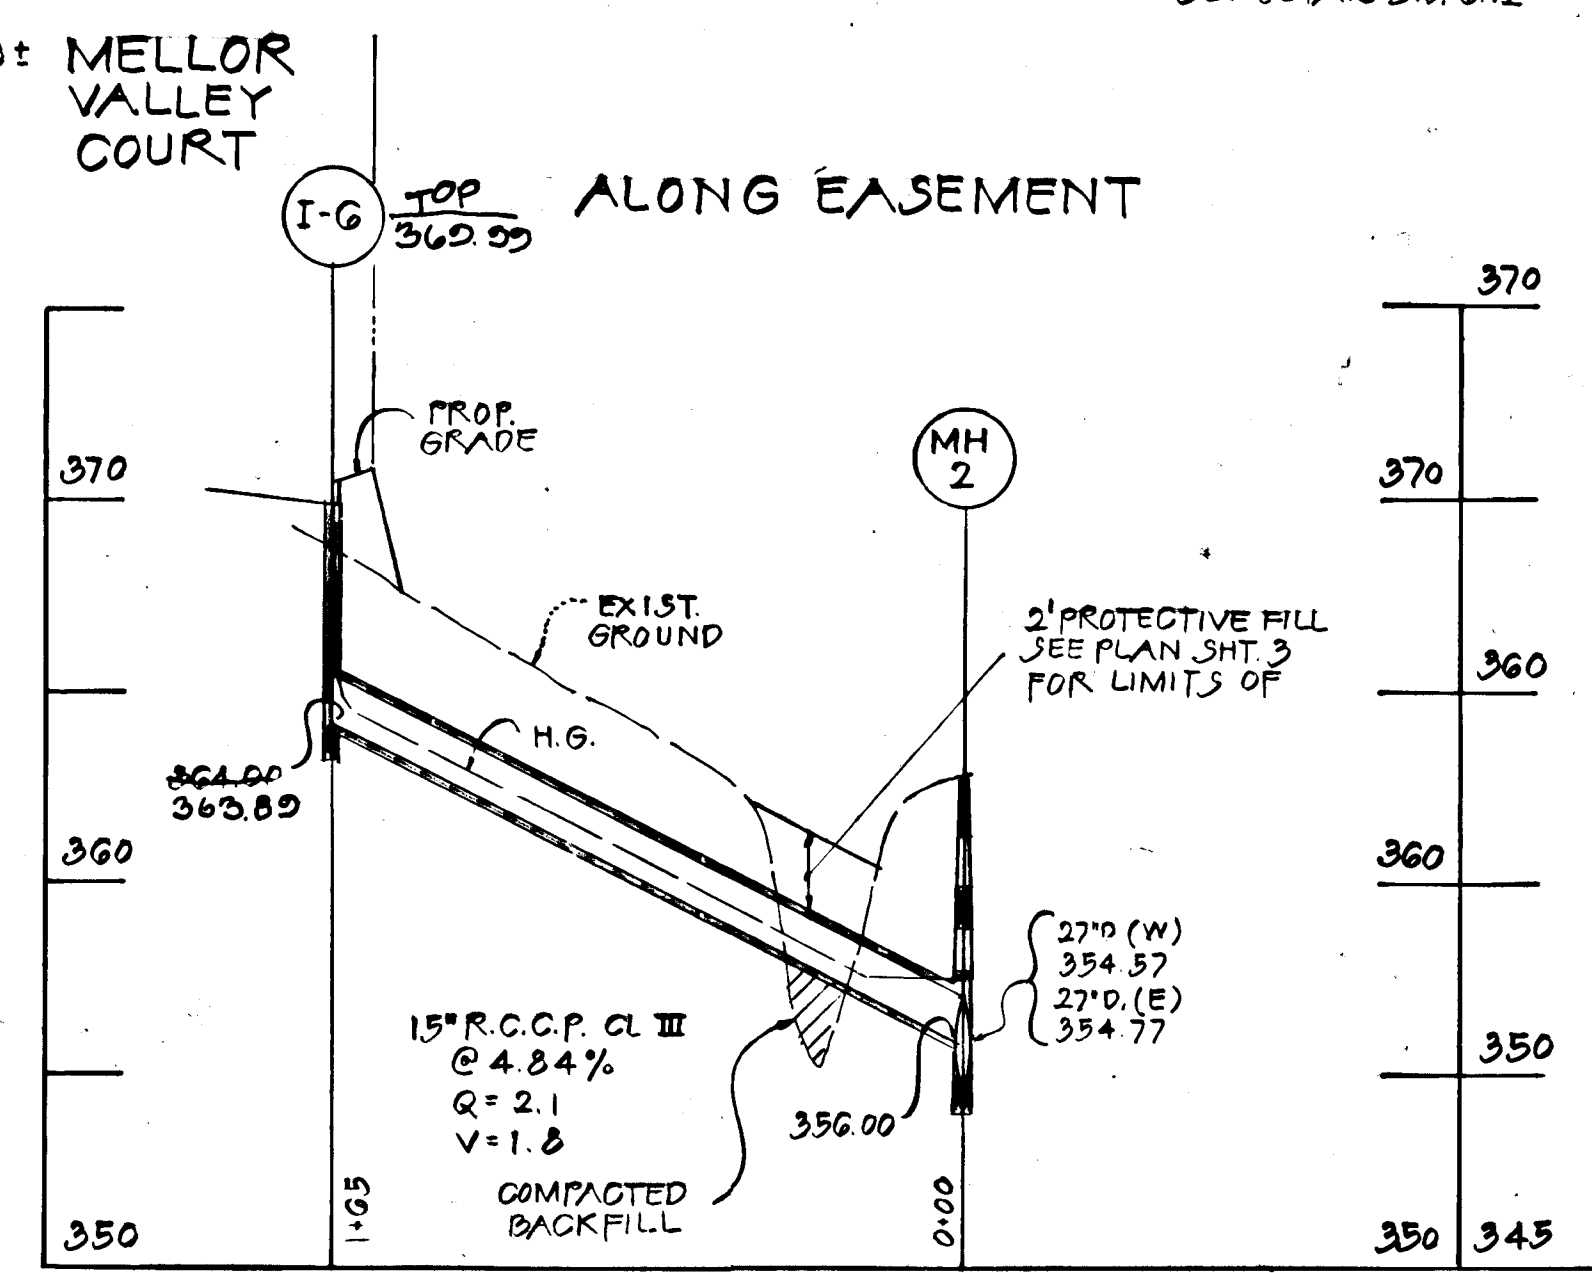 MELLOR
VALLEY
COURT
I-6
TOP
369.99
ALONG EASEMENT
370
PROP.
GRADE
MH
2
370
370
EXIST.
GROUND
2' PROTECTIVE FILL
SEE PLAN SHT. 3
FOR LIMITS OF
360
H.G.
364.00
363.89
360
360
27"D (W)
354.57
27"D. (E)
354.77
15" R.C.C.P. CL III
@ 4.84%
Q = 2.1
V = 1.8
350
356.00
COMPACTED
BACKFILL
1+65
0+00
350
350
345